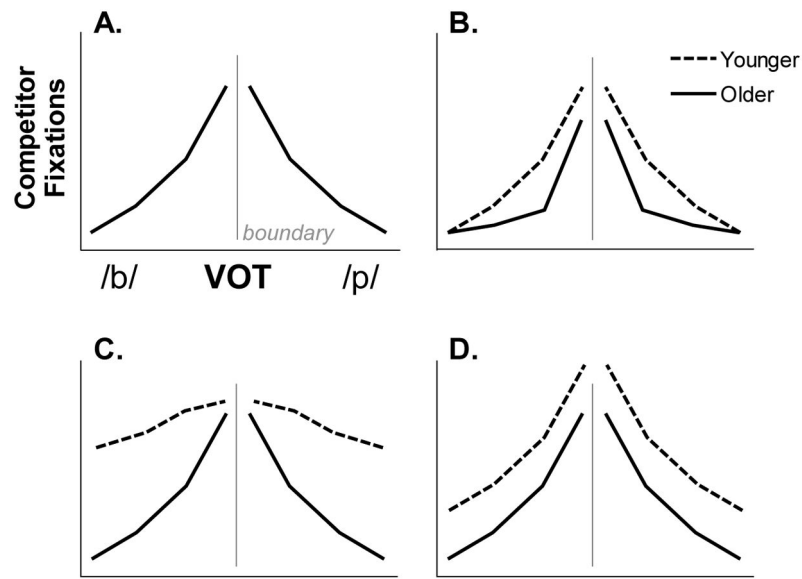 A.
B.
Younger
Older
Competitor
Fixations
boundary
/b/ VOT /p/
C.
D.